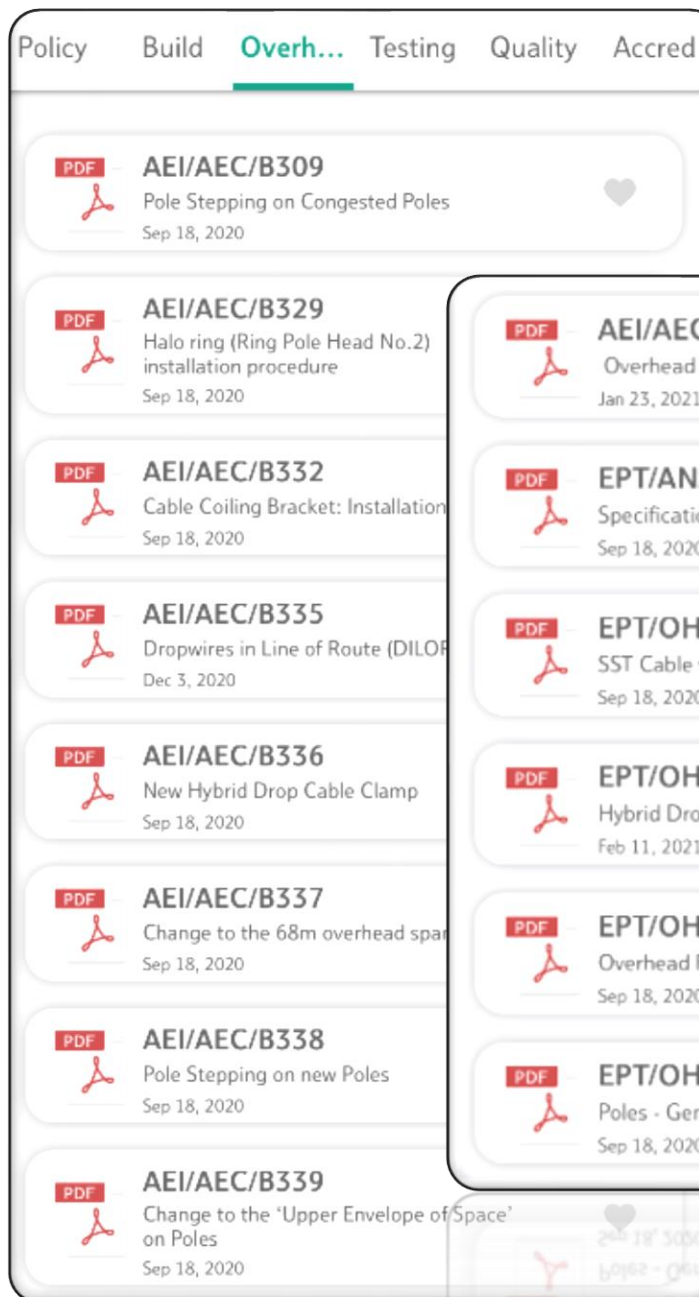 Policy Build Overh... Testing Quality Accred
PDF
AEI/AEC/B309
Pole Stepping on Congested Poles
Sep 18, 2020
PDF
AEI/AEC/B329
Halo ring (Ring Pole Head No.2)
installation procedure
Sep 18, 2020
PDF
AEI/AEC/B332
Cable Coiling Bracket: Installation
Sep 18, 2020
PDF
AEI/AEC/B335
Dropwires in Line of Route (DILOR
Dec 3, 2020
PDF
AEI/AEC/B336
New Hybrid Drop Cable Clamp
Sep 18, 2020
PDF
AEI/AEC/B337
Change to the 68m overhead span
Sep 18, 2020
PDF
AEI/AEC/B338
Pole Stepping on new Poles
Sep 18, 2020
PDF
AEI/AEC/B339
Change to the ‘Upper Envelope of Space’
on Poles
Sep 18, 2020
PDF
AEI/AEC
Overhead
Jan 23, 2021
PDF
EPT/AN
Specificatio
Sep 18, 2020
PDF
EPT/OH
SST Cable
Sep 18, 2020
PDF
EPT/OH
Hybrid Dro
Feb 11, 2021
PDF
EPT/OH
Overhead
Sep 18, 2020
PDF
EPT/OH
Poles - Ger
Sep 18, 2020